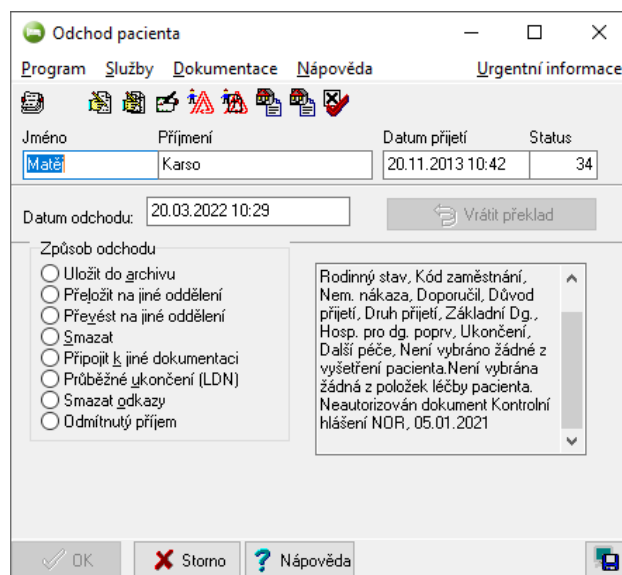 Odchod pacienta
Program Služby Dokumentace Nápověda Urgentní informace
Jméno Příjmení Datum přijetí Status
Matěj Karso 20.11.2013 10:42 34
Datum odchodu: 20.03.2022 10:29 Vrátit překlad
Způsob odchodu
Uložit do archivu
Přeložit na jiné oddělení
Převést na jiné oddělení
Smazat
Připojit k jiné dokumentaci
Průběžné ukončení (LDN)
Smazat odkazy
Odmítnutý příjem
Rodinný stav, Kód zaměstnání,
Nem. nákaza, Doporučil, Důvod
přijetí, Druh přijetí, Základní Dg.,
Hosp. pro dg. poprv, Ukončení,
Další péče, Není vybráno žádné z
vyšetření pacienta.Není vybrána
žádná z položek léčby pacienta.
Neautorizován dokument Kontrolní
hlášení NOR, 05.01.2021
OK Storno Nápověda